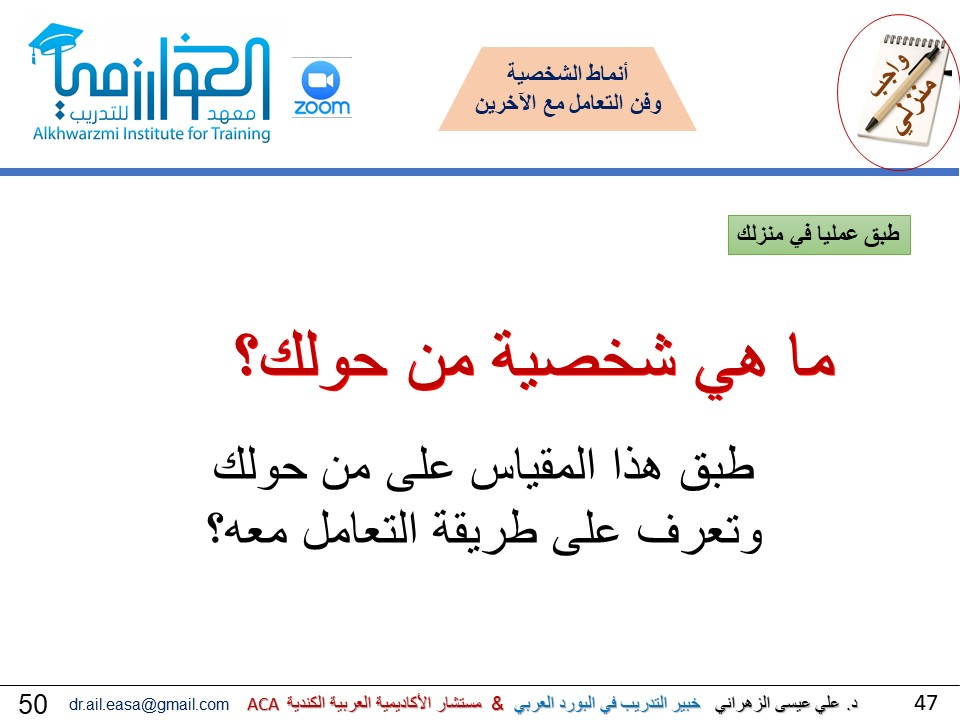 الخوارزمي
معهد للتدريب
Alkhwarzmi Institute for Training
zoom
أنماط الشخصية
وفن التعامل مع الآخرين
واجب
منزلي
طبق عمليا في منزلك
ما هي شخصية من حولك؟
طبق هذا المقياس على من حولك
وتعرف على طريقة التعامل معه؟
50 dr.ail.easa@gmail.com د. علي عيسى الزهراني خبير التدريب في البورد العربي & مستشار الأكاديمية العربية الكندية ACA 47